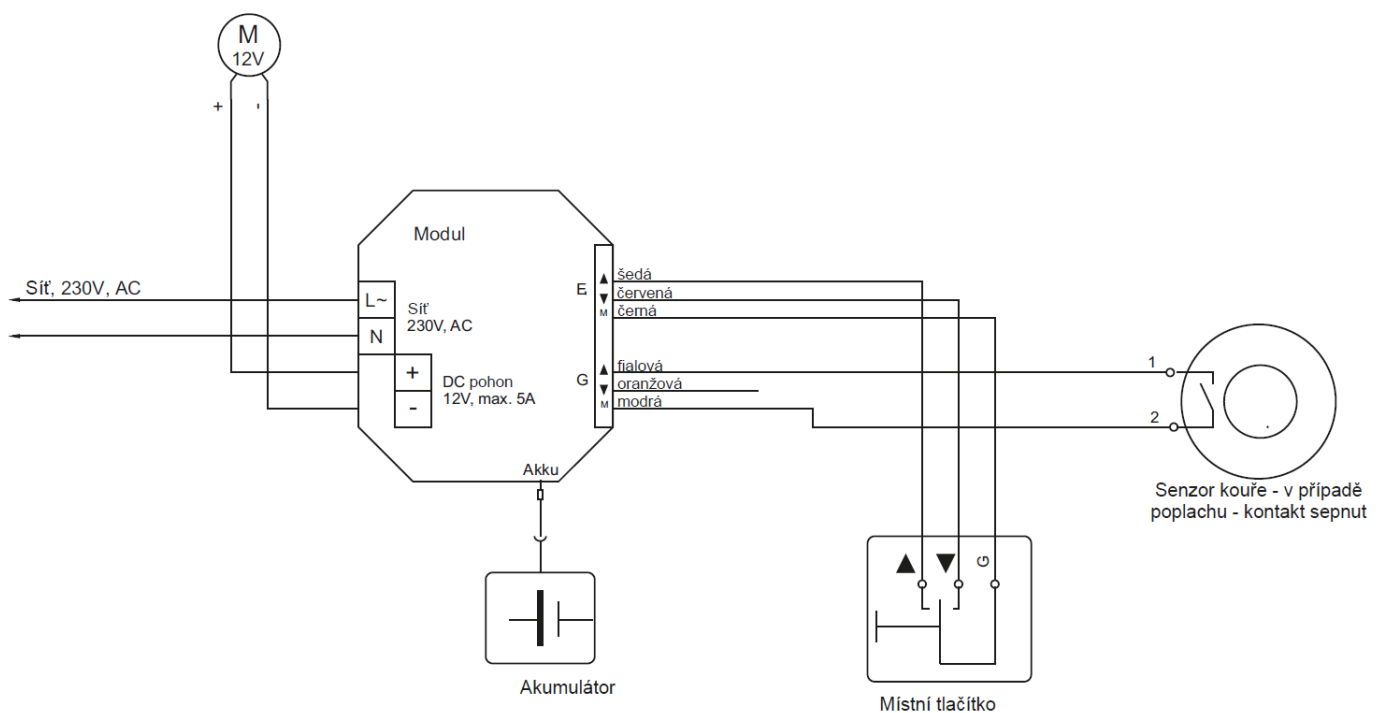 M
12V
+ -
Modul
Síť, 230V, AC
L~
N
Síť
230V, AC
+
-
DC pohon
12V, max. 5A
E
▲ šedá
▼ červená
M černá
G
▲ fialová
▼ oranžová
M modrá
1
2
Senzor kouře - v případě
poplachu - kontakt sepnut
Akku
Akumulátor
▲ ▼ G
Místní tlačítko